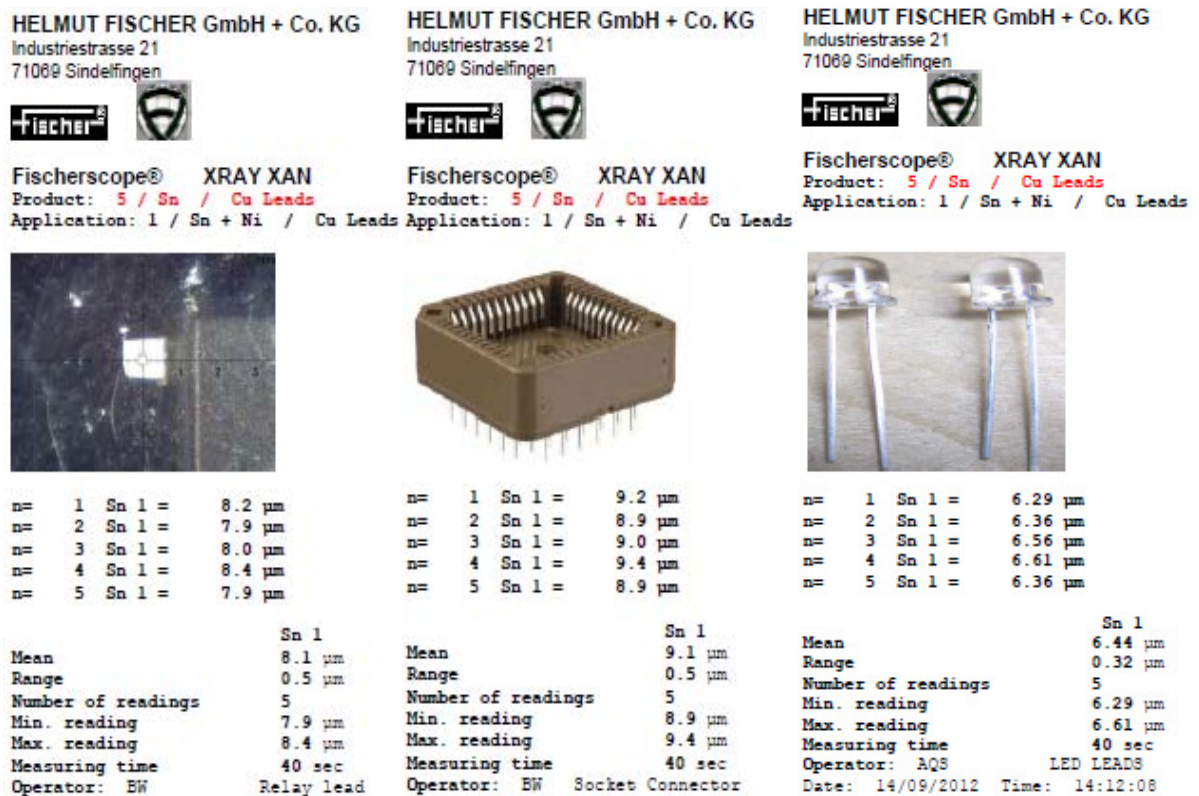 HELMUT FISCHER GmbH + Co. KG
Industriestrasse 21
71069 Sindelfingen
fischer®
Fischerscope® XRAY XAN
Product: 5 / Sn / Cu Leads
Application: 1 / Sn + Ni / Cu Leads
1 2 3
n= 1 Sn 1 = 8.2 µm
n= 2 Sn 1 = 7.9 µm
n= 3 Sn 1 = 8.0 µm
n= 4 Sn 1 = 8.4 µm
n= 5 Sn 1 = 7.9 µm
Sn 1
Mean 8.1 µm
Range 0.5 µm
Number of readings 5
Min. reading 7.9 µm
Max. reading 8.4 µm
Measuring time 40 sec
Operator: BW Relay lead
HELMUT FISCHER GmbH + Co. KG
Industriestrasse 21
71069 Sindelfingen
fischer®
Fischerscope® XRAY XAN
Product: 5 / Sn / Cu Leads
Application: 1 / Sn + Ni / Cu Leads
n= 1 Sn 1 = 9.2 µm
n= 2 Sn 1 = 8.9 µm
n= 3 Sn 1 = 9.0 µm
n= 4 Sn 1 = 9.4 µm
n= 5 Sn 1 = 8.9 µm
Sn 1
Mean 9.1 µm
Range 0.5 µm
Number of readings 5
Min. reading 8.9 µm
Max. reading 9.4 µm
Measuring time 40 sec
Operator: BW Socket Connector
HELMUT FISCHER GmbH + Co. KG
Industriestrasse 21
71069 Sindelfingen
fischer®
Fischerscope® XRAY XAN
Product: 5 / Sn / Cu Leads
Application: 1 / Sn + Ni / Cu Leads
n= 1 Sn 1 = 6.29 µm
n= 2 Sn 1 = 6.36 µm
n= 3 Sn 1 = 6.56 µm
n= 4 Sn 1 = 6.61 µm
n= 5 Sn 1 = 6.36 µm
Sn 1
Mean 6.44 µm
Range 0.32 µm
Number of readings 5
Min. reading 6.29 µm
Max. reading 6.61 µm
Measuring time 40 sec
Operator: AQS LED LEADS
Date: 14/09/2012 Time: 14:12:08